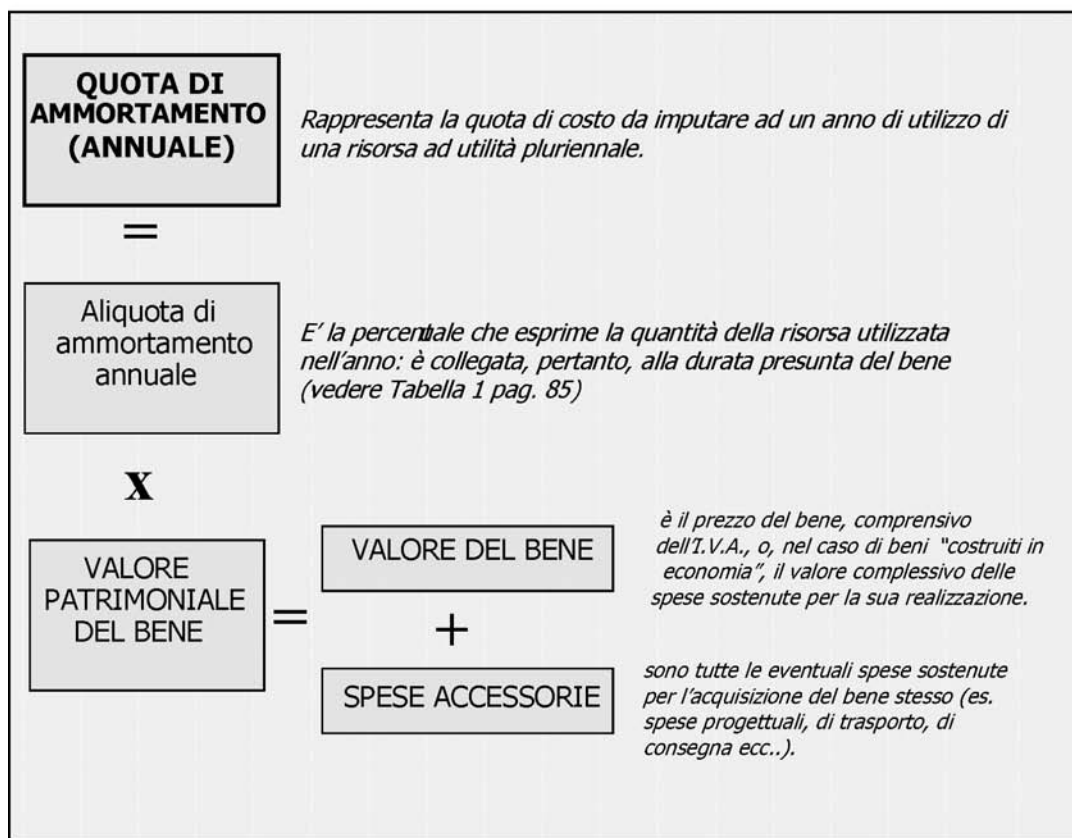 QUOTA DI
AMMORTAMENTO
(ANNUALE)
Rappresenta la quota di costo da imputare ad un anno di utilizzo di
una risorsa ad utilità pluriennale.
=
Aliquota di
ammortamento
annuale
E' la percentuale che esprime la quantità della risorsa utilizzata
nell'anno: è collegata, pertanto, alla durata presunta del bene
(vedere Tabella 1 pag. 85)
x
VALORE
PATRIMONIALE
DEL BENE
=
VALORE DEL BENE
è il prezzo del bene, comprensivo
dell'I.V.A., o, nel caso di beni “costruiti in
economia”, il valore complessivo delle
spese sostenute per la sua realizzazione.
+
SPESE ACCESSORIE
sono tutte le eventuali spese sostenute
per l'acquisizione del bene stesso (es.
spese progettuali, di trasporto, di
consegna ecc..).